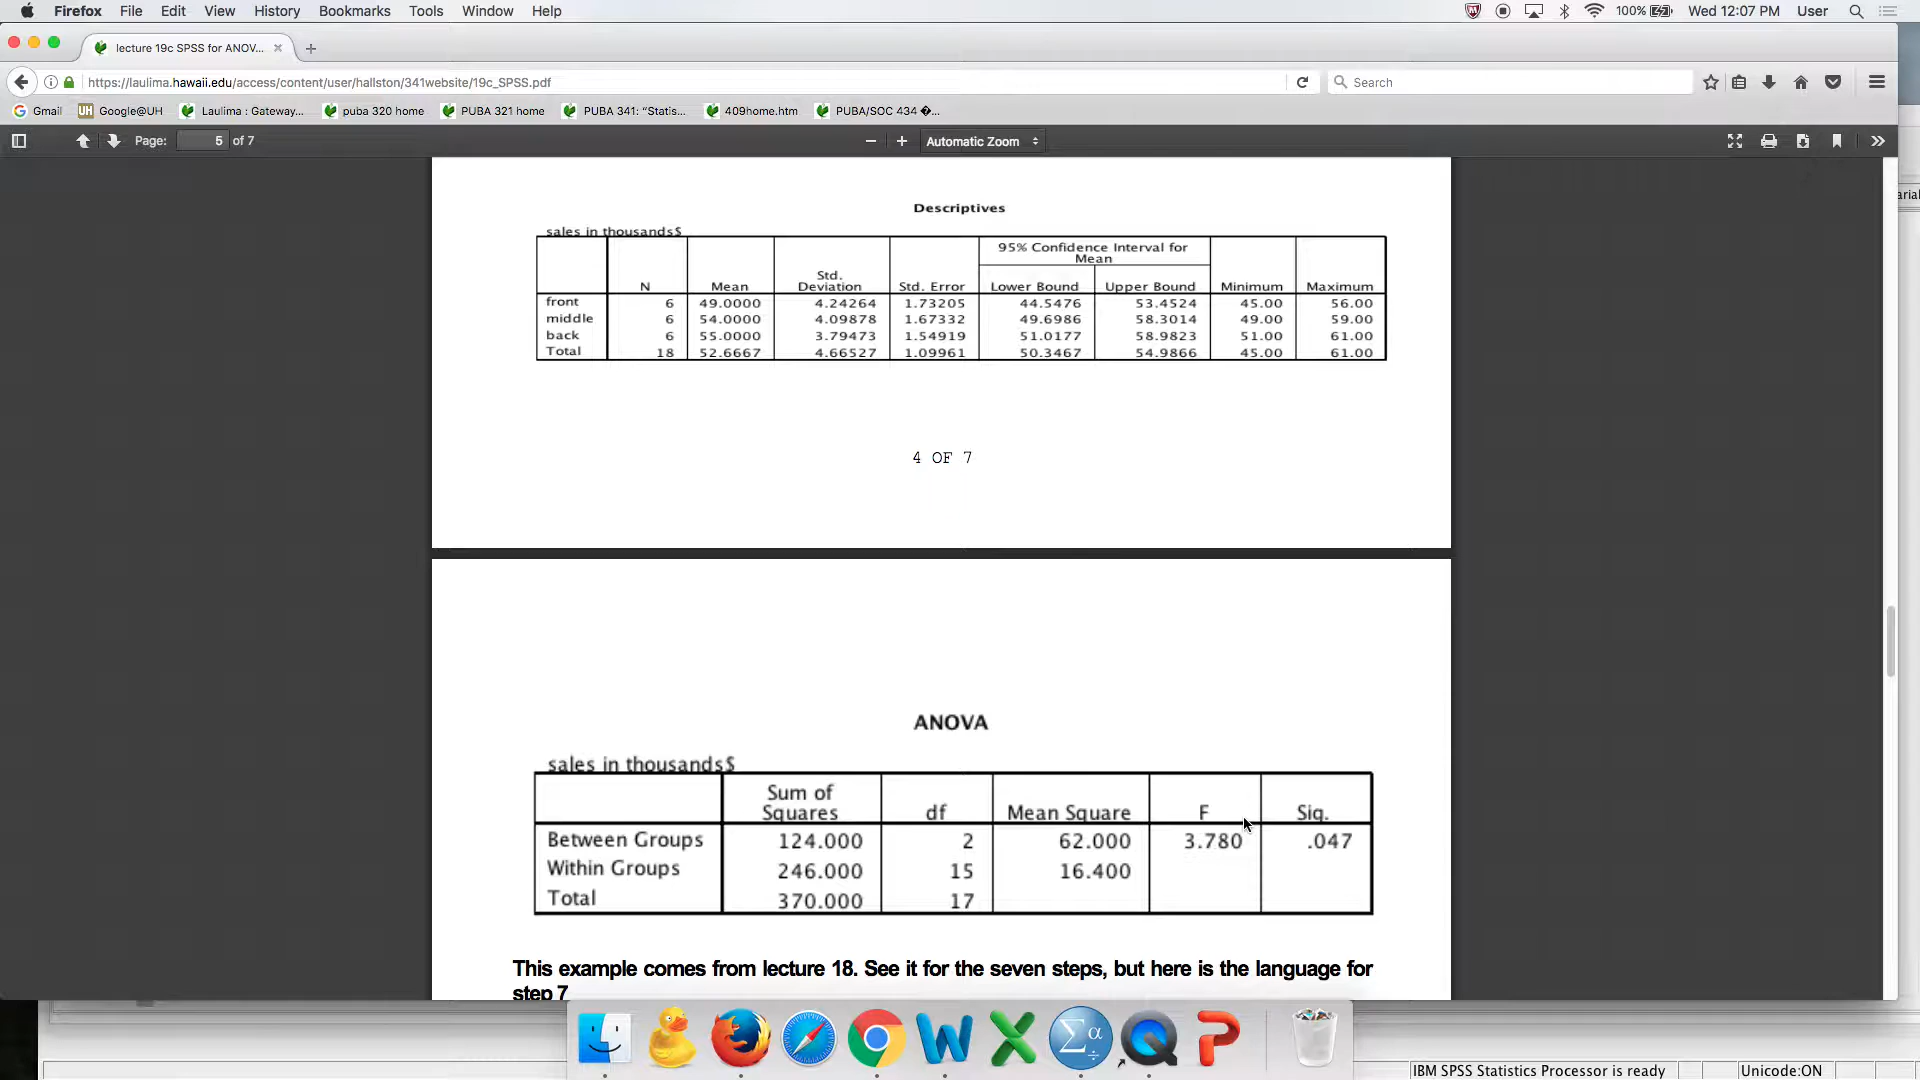 Firefox File Edit View History Bookmarks Tools Window Help 100% Wed 12:07 PM User
lecture 19c SPSS for ANOV...
https://laulima.hawaii.edu/access/content/user/hallston/341website/19c_SPSS.pdf Search
Gmail UH Google@UH Laulima : Gateway... puba 320 home PUBA 321 home PUBA 341: “Statis... 409home.htm PUBA/SOC 434 �...
Page: 5 of 7 Automatic Zoom
arial
Descriptives
sales in thousands$
95% Confidence Interval for Mean
N Mean Std. Deviation Std. Error Lower Bound Upper Bound Minimum Maximum
front 6 49.0000 4.24264 1.73205 44.5476 53.4524 45.00 56.00
middle 6 54.0000 4.09878 1.67332 49.6986 58.3014 49.00 59.00
back 6 55.0000 3.79473 1.54919 51.0177 58.9823 51.00 61.00
Total 18 52.6667 4.66527 1.09961 50.3467 54.9866 45.00 61.00
4 OF 7
ANOVA
sales in thousands$
Sum of Squares df Mean Square F Sig.
Between Groups 124.000 2 62.000 3.780 .047
Within Groups 246.000 15 16.400
Total 370.000 17
This example comes from lecture 18. See it for the seven steps, but here is the language for
step 7
IBM SPSS Statistics Processor is ready Unicode:ON